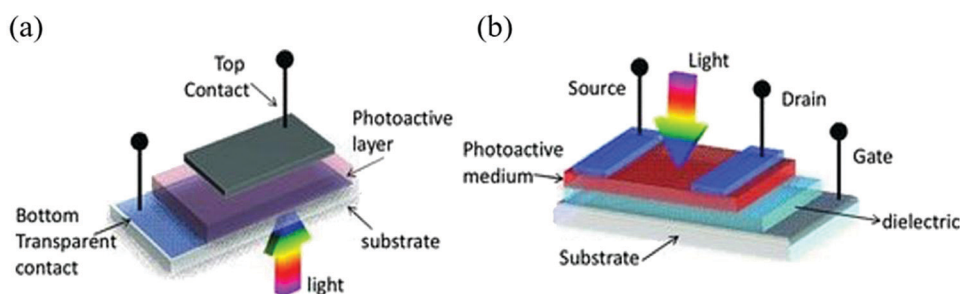 (a)
Top
Contact
Photoactive
layer
Bottom
Transparent
contact
substrate
light
(b)
Light
Source
Drain
Gate
Photoactive
medium
dielectric
Substrate